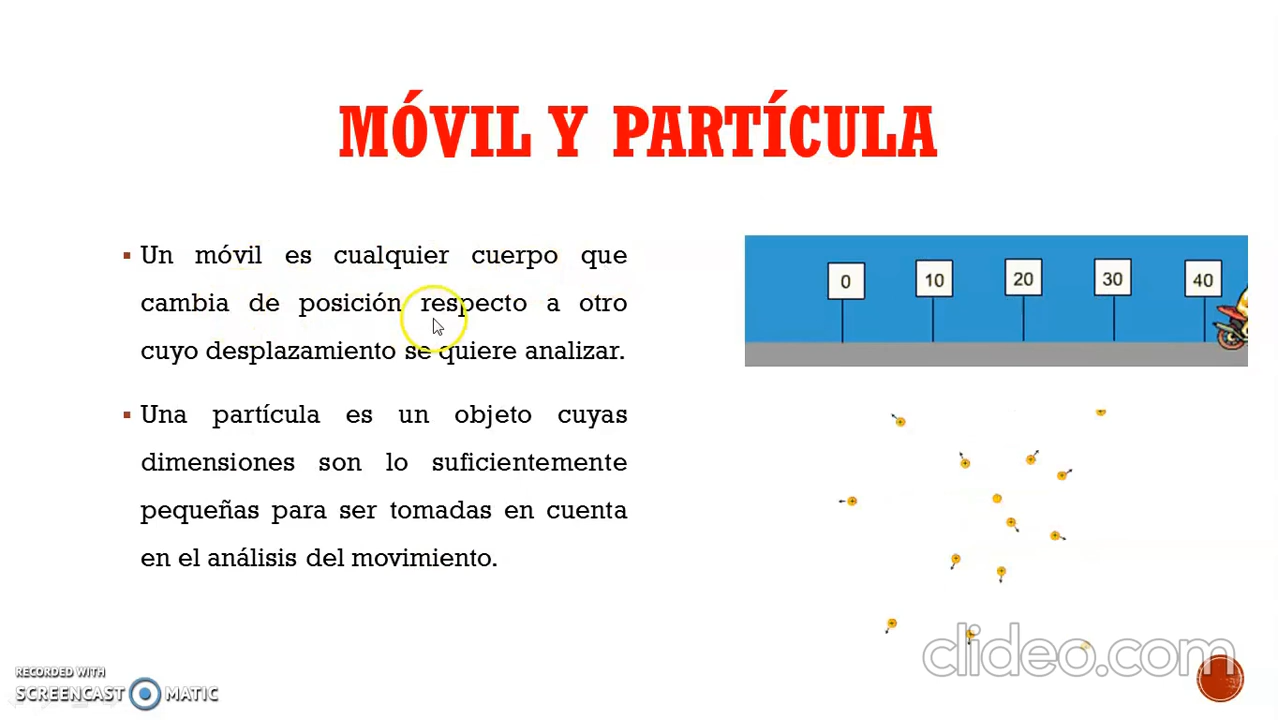 MÓVIL Y PARTÍCULA
Un móvil es cualquier cuerpo que
cambia de posición respecto a otro
cuyo desplazamiento se quiere analizar.
Una partícula es un objeto cuyas
dimensiones son lo suficientemente
pequeñas para ser tomadas en cuenta
en el análisis del movimiento.
0 10 20 30 40
clideo.com
RECORDED WITH
SCREENCAST MATIC